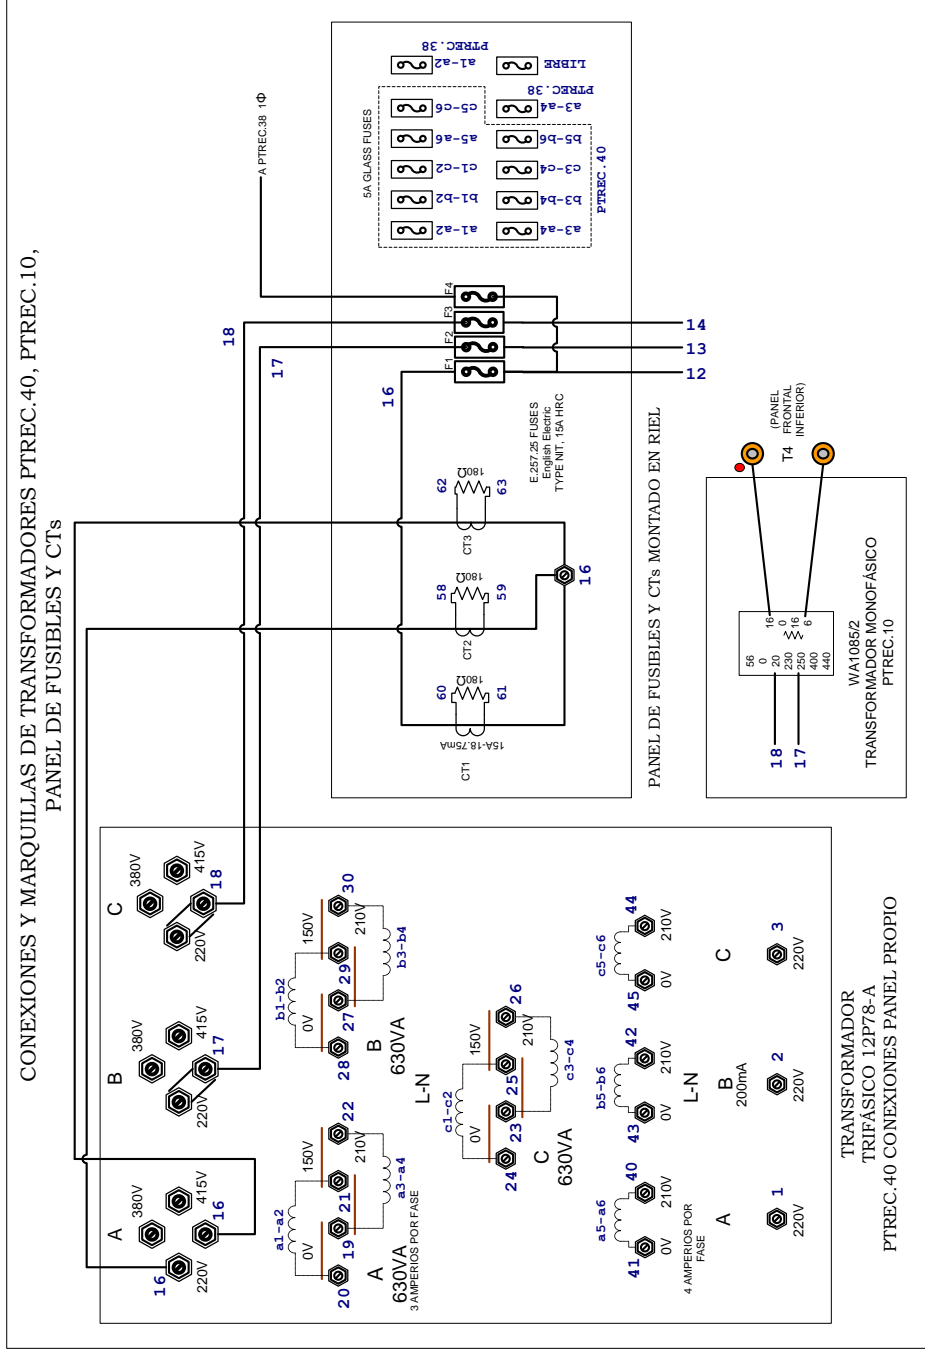 CONEXIONES Y MARQUILLAS DE TRANSFORMADORES PTREC.40, PTREC.10,
PANEL DE FUSIBLES Y CTs
A
380V
415V
220V
16
16
B
380V
415V
220V
17
C
380V
415V
220V
18
a1-a2
0V
150V
210V
a3-a4
20
19
21
22
A
630VA
3 AMPERIOS POR FASE
b1-b2
0V
150V
210V
b3-b4
28
27
29
30
B
630VA
L-N
c1-c2
0V
150V
210V
c3-c4
24
23
25
26
C
630VA
a5-a6
41
40
0V
210V
4 AMPERIOS POR
FASE
b5-b6
43
42
0V
210V
L-N
c5-c6
45
44
0V
210V
A
1
220V
B
200mA
2
220V
C
3
220V
TRANSFORMADOR
TRIFÁSICO 12P78-A
PTREC.40 CONEXIONES PANEL PROPIO
18
17
16
A PTREC.38 1Φ
CT1
15A-18.75mA
180Ω
60
61
CT2
180Ω
58
59
CT3
180Ω
62
63
16
F1
F2
F3
F4
E.257.25 FUSES
English Electric
TYPE NIT, 15A HRC
12
13
14
5A GLASS FUSES
a1-a2
b1-b2
c1-c2
a5-a6
c5-c6
a1-a2
PTREC.38
a3-a4
b3-b4
c3-c4
b5-b6
a3-a4
PTREC.38
LIBRE
PTREC.40
PANEL DE FUSIBLES Y CTs MONTADO EN RIEL
T4
(PANEL
FRONTAL
INFERIOR)
56
0
20
230
250
400
440
16
0
16
6
18
17
WA1085/2
TRANSFORMADOR MONOFÁSICO
PTREC.10